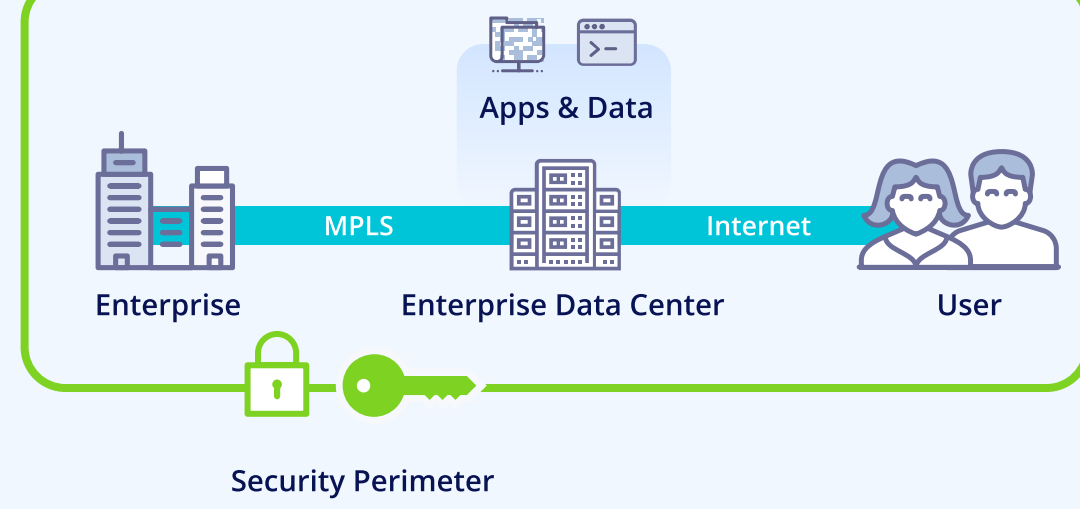 Apps & Data
MPLS
Internet
Enterprise
Enterprise Data Center
User
Security Perimeter